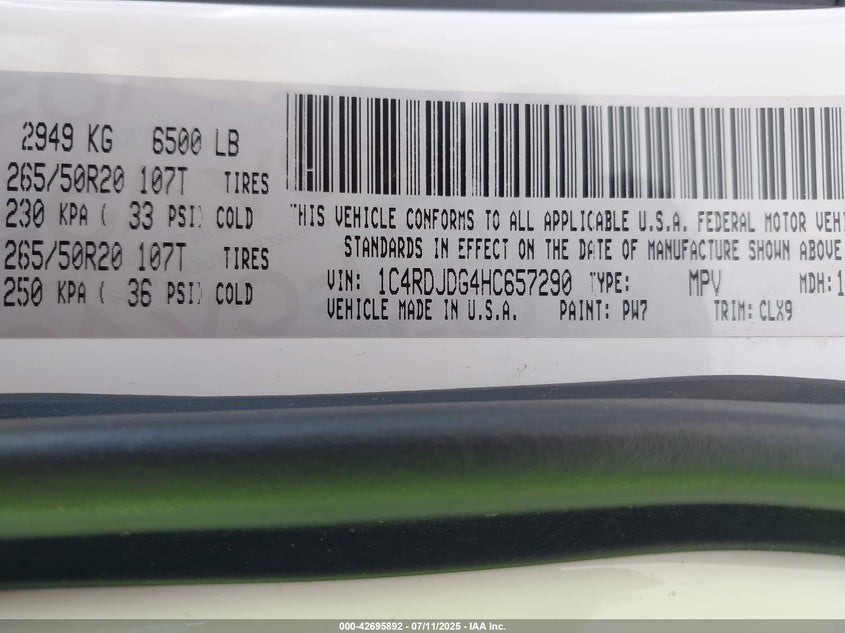 2949 KG 6500 LB
265/50R20 107T TIRES
230 KPA ( 33 PSI) COLD
265/50R20 107T TIRES
250 KPA ( 36 PSI) COLD
THIS VEHICLE CONFORMS TO ALL APPLICABLE U.S.A. FEDERAL MOTOR VEH
STANDARDS IN EFFECT ON THE DATE OF MANUFACTURE SHOWN ABOVE
VIN: 1C4RDJDG4HC657290 TYPE: MPV MDH:1
VEHICLE MADE IN U.S.A. PAINT: PW7 TRIM: CLX9
000-42695892 - 07/11/2025 - IAA Inc.